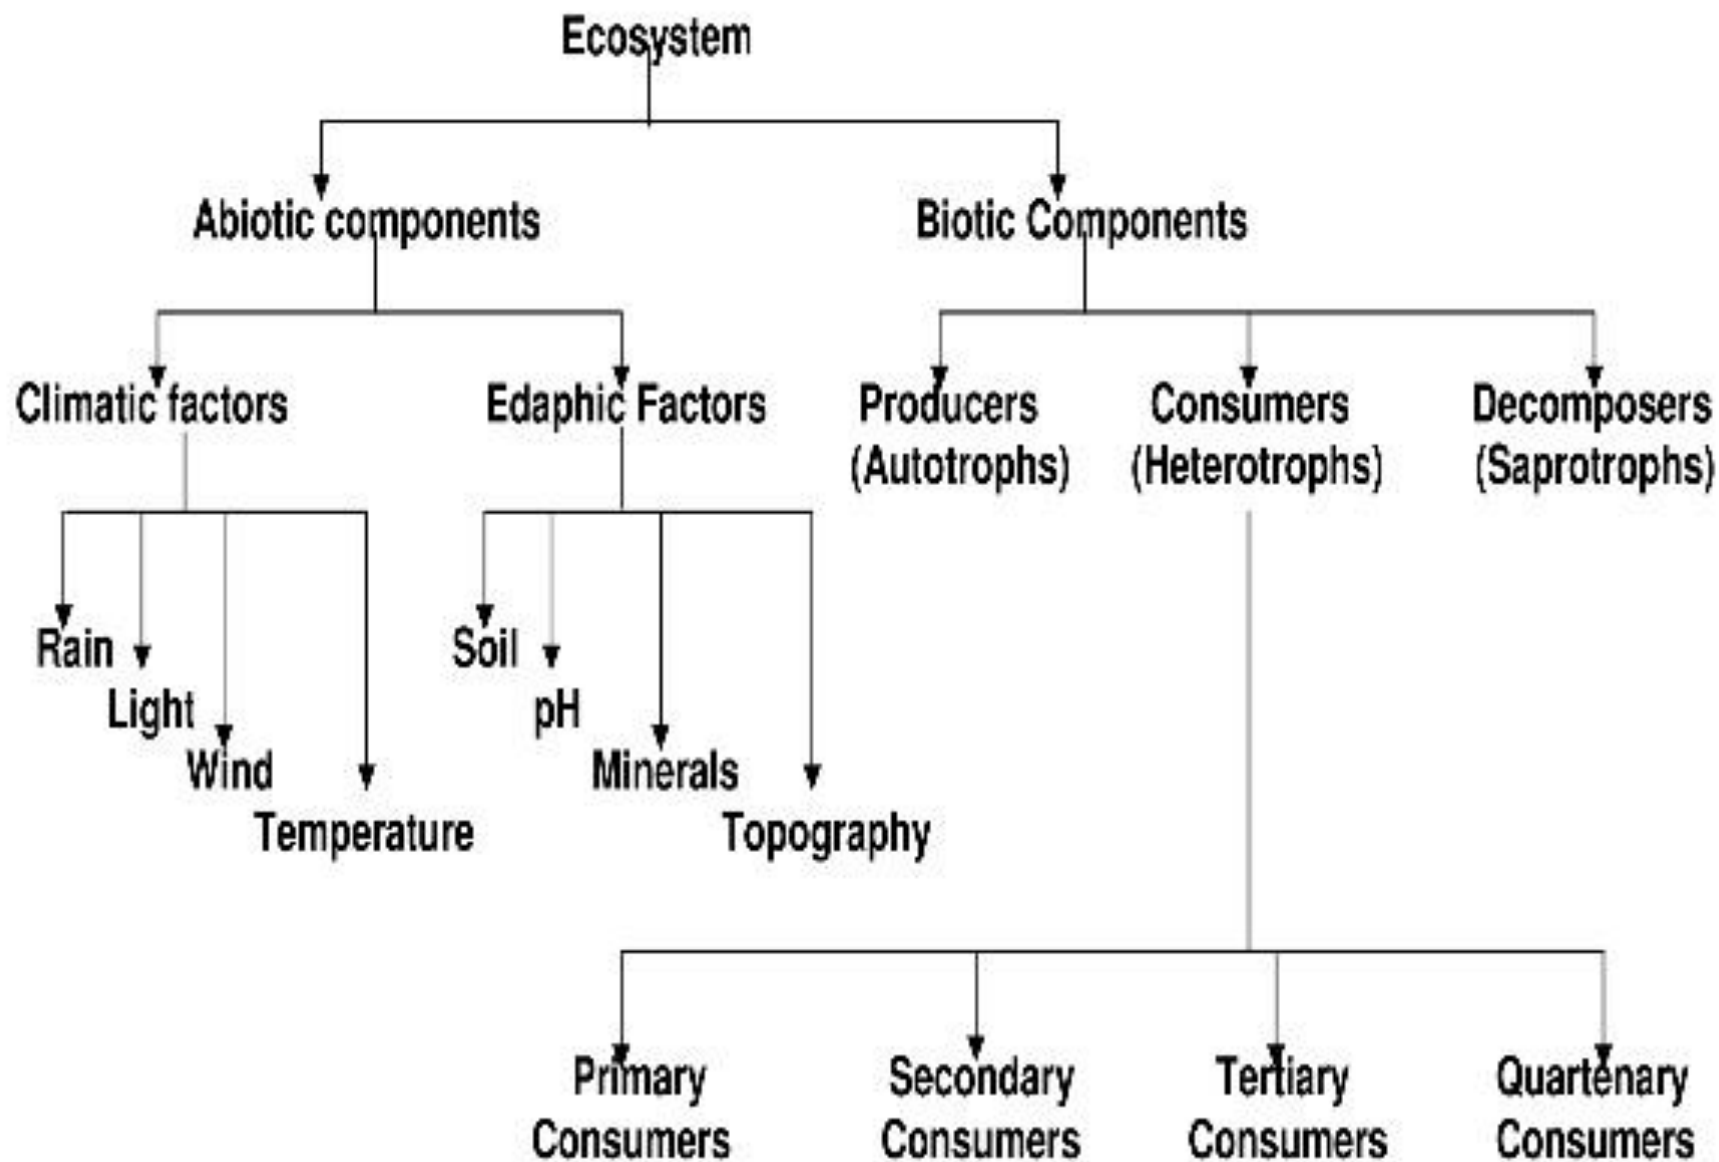 Ecosystem
Abiotic components
Biotic Components
Climatic factors
Edaphic Factors
Producers
(Autotrophs)
Consumers
(Heterotrophs)
Decomposers
(Saprotrophs)
Rain
Light
Wind
Temperature
Soil
pH
Minerals
Topography
Primary
Consumers
Secondary
Consumers
Tertiary
Consumers
Quartenary
Consumers